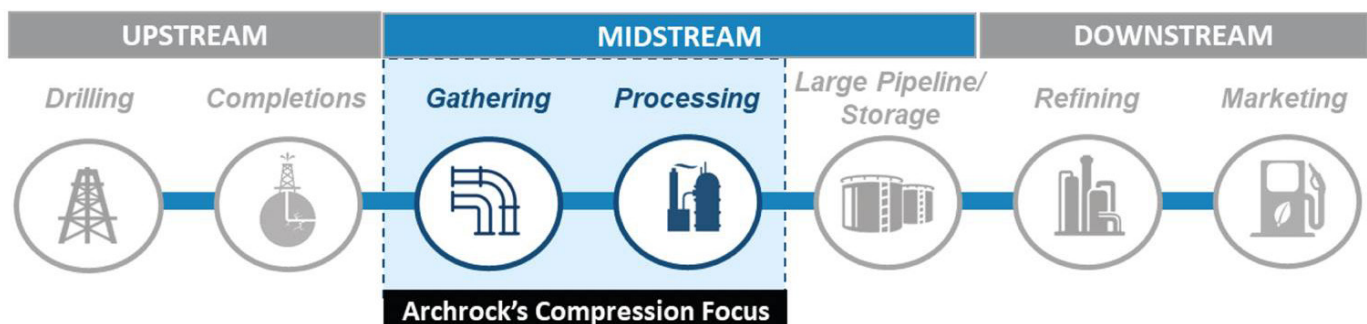 UPSTREAM
MIDSTREAM
DOWNSTREAM
Drilling
Completions
Gathering
Processing
Large Pipeline/
Storage
Refining
Marketing
Archrock’s Compression Focus